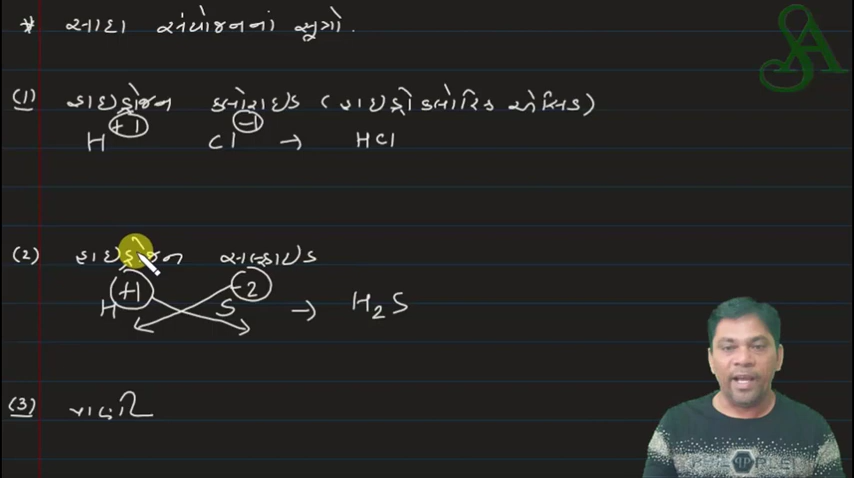 * સાદા સંયોજનનાં સુત્રો.
(1) હાઇડ્રોજન ક્લોરાઇડ (હાઇડ્રો ક્લોરિક એસિડ)
H +1 Cl -1 → HCl
(2) હાઇડ્રોજન સલ્ફાઇડ
H +1 S -2 → H₂S
(3)